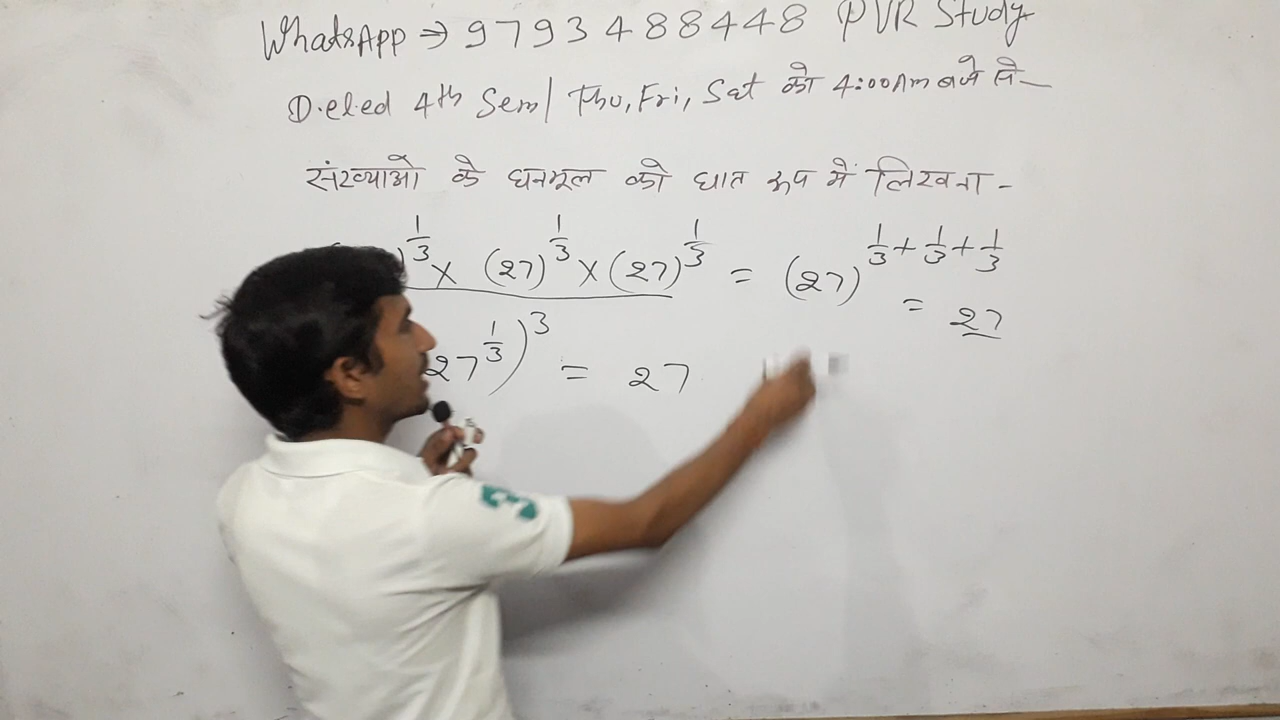 WhatsApp ⇒ 9793488448 PVR Study
D.el.ed 4th Sem/ Thu, Fri, Sat को 4:00Am बजे से-
संख्याओ के घनमूल को घात रूप में लिखना -
)^{1/3} × (27)^{1/3} × (27)^{1/3} = (27)^{1/3 + 1/3 + 1/3}
= 27
27^{1/3})^3 = 27
3